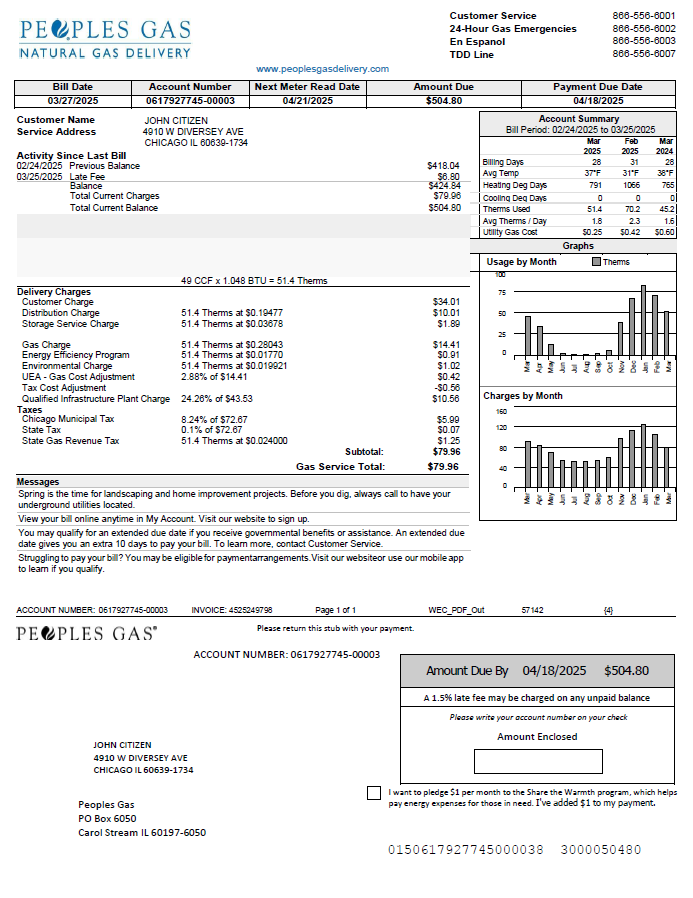 PEOPLES GAS
NATURAL GAS DELIVERY
Customer Service 866-556-6001
24-Hour Gas Emergencies 866-556-6002
En Espanol 866-556-6003
TDD Line 866-556-6007
www.peoplesgasdelivery.com
Bill Date Account Number Next Meter Read Date Amount Due Payment Due Date
03/27/2025 0617927745-00003 04/21/2025 $504.80 04/18/2025
Customer Name JOHN CITIZEN
Service Address 4910 W DIVERSEY AVE
CHICAGO IL 60639-1734
Activity Since Last Bill
02/24/2025 Previous Balance $418.04
03/25/2025 Late Fee $6.80
Balance $424.84
Total Current Charges $79.96
Total Current Balance $504.80
49 CCF x 1.048 BTU = 51.4 Therms
Delivery Charges
Customer Charge $34.01
Distribution Charge 51.4 Therms at $0.19477 $10.01
Storage Service Charge 51.4 Therms at $0.03678 $1.89
Gas Charge 51.4 Therms at $0.28043 $14.41
Energy Efficiency Program 51.4 Therms at $0.01770 $0.91
Environmental Charge 51.4 Therms at $0.019921 $1.02
UEA - Gas Cost Adjustment 2.88% of $14.41 $0.42
Tax Cost Adjustment -$0.56
Qualified Infrastructure Plant Charge 24.26% of $43.53 $10.56
Taxes
Chicago Municipal Tax 8.24% of $72.67 $5.99
State Tax 0.1% of $72.67 $0.07
State Gas Revenue Tax 51.4 Therms at $0.024000 $1.25
Subtotal: $79.96
Gas Service Total: $79.96
Messages
Spring is the time for landscaping and home improvement projects. Before you dig, always call to have your
underground utilities located.
View your bill online anytime in My Account. Visit our website to sign up.
You may qualify for an extended due date if you receive governmental benefits or assistance. An extended due
date gives you an extra 10 days to pay your bill. To learn more, contact Customer Service.
Struggling to pay your bill? You may be eligible for paymentarrangements.Visit our websiteor use our mobile app
to learn if you qualify.
Account Summary
Bill Period: 02/24/2025 to 03/25/2025
Mar Feb Mar
2025 2025 2024
Billing Days 28 31 28
Avg Temp 37°F 31°F 38°F
Heating Deg Days 791 1066 765
Cooling Deg Days 0 0 0
Therms Used 51.4 70.2 45.2
Avg Therms / Day 1.8 2.3 1.6
Utility Gas Cost $0.25 $0.42 $0.60
Graphs
Usage by Month Therms
100
75
50
25
0
Mar Apr May Jun Jul Aug Sep Oct Nov Dec Jan Feb Mar
Charges by Month
160
120
80
40
0
Mar Apr May Jun Jul Aug Sep Oct Nov Dec Jan Feb Mar
ACCOUNT NUMBER: 0617927745-00003 INVOICE: 4525249798 Page 1 of 1 WEC_PDF_Out 57142 {4}
PEOPLES GAS®
Please return this stub with your payment.
ACCOUNT NUMBER: 0617927745-00003
Amount Due By 04/18/2025 $504.80
A 1.5% late fee may be charged on any unpaid balance
Please write your account number on your check
Amount Enclosed
JOHN CITIZEN
4910 W DIVERSEY AVE
CHICAGO IL 60639-1734
I want to pledge $1 per month to the Share the Warmth program, which helps
pay energy expenses for those in need. I've added $1 to my payment.
Peoples Gas
PO Box 6050
Carol Stream IL 60197-6050
0150617927745000038 3000050480